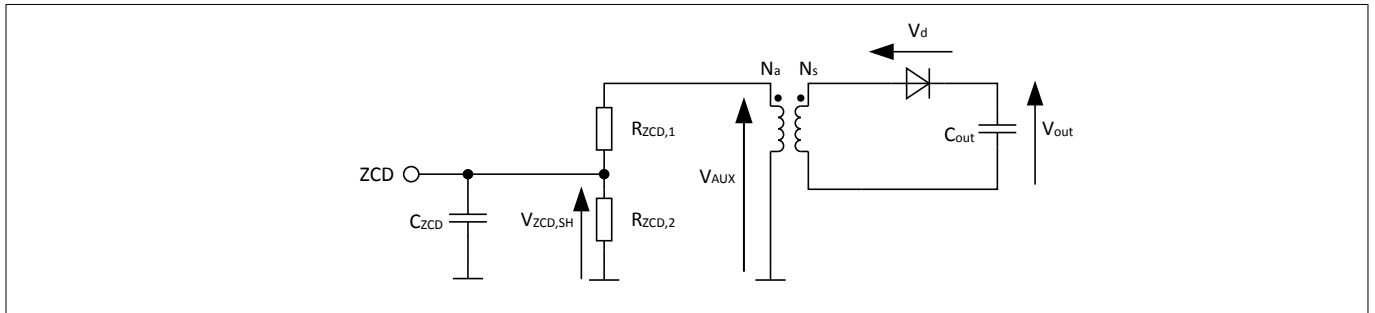 Vd
Na Ns
RZCD,1
Cout
Vout
ZCD
VAUX
CZCD
VZCD,SH
RZCD,2